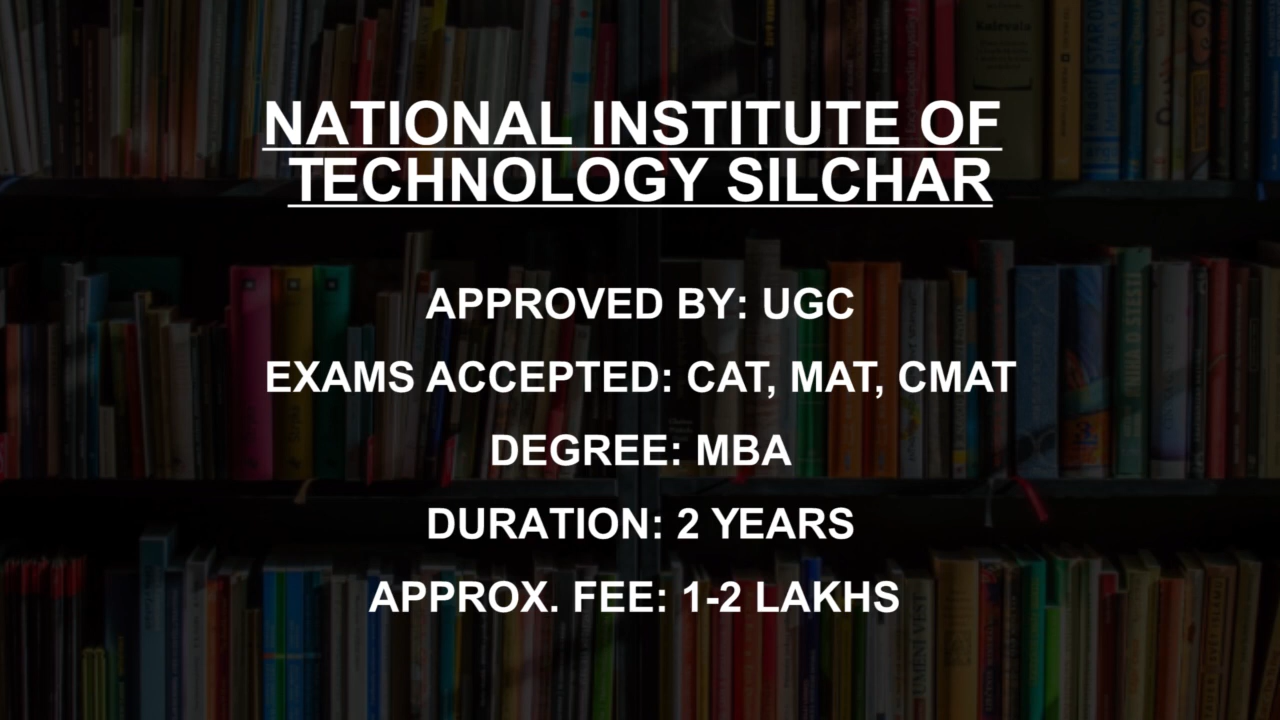 NATIONAL INSTITUTE OF
TECHNOLOGY SILCHAR
APPROVED BY: UGC
EXAMS ACCEPTED: CAT, MAT, CMAT
DEGREE: MBA
DURATION: 2 YEARS
APPROX. FEE: 1-2 LAKHS